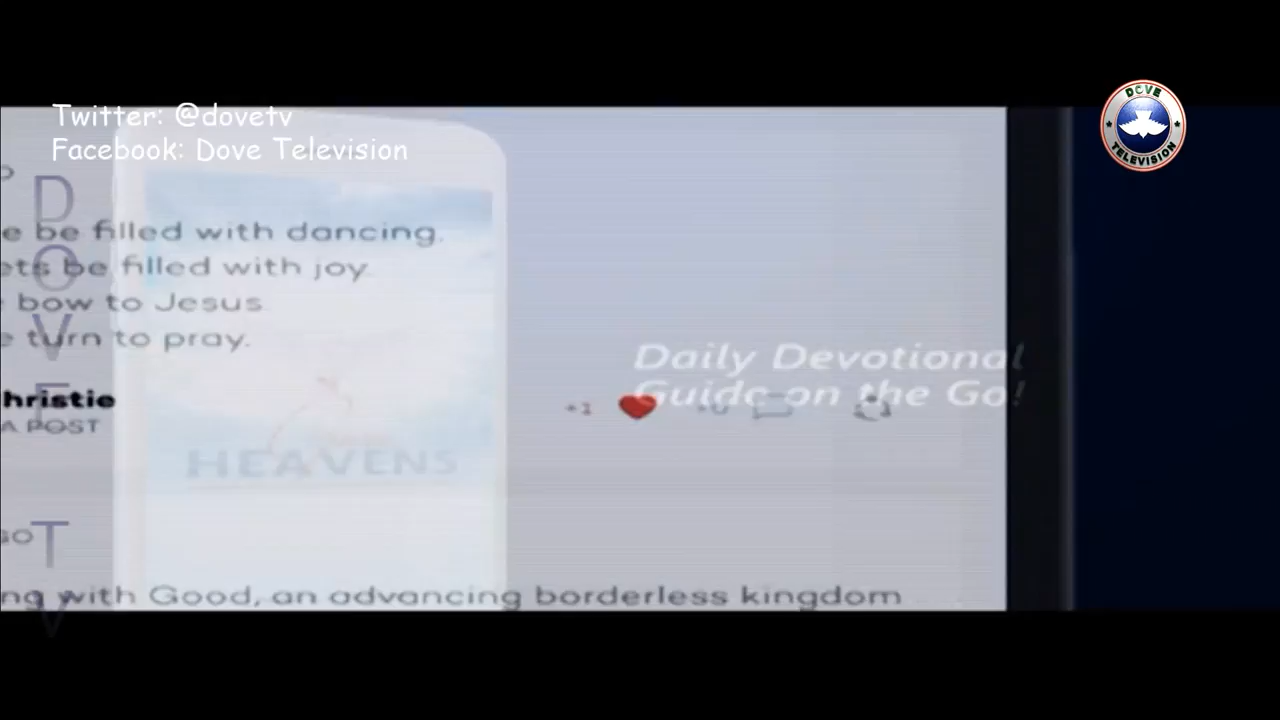 Twitter: @dovetv
Facebook: Dove Television
DOVE
TELEVISION
DOVE TV
e be filled with dancing.
ets be filled with joy.
bow to Jesus.
e turn to pray.
Daily Devotional
Guide on the Go!
hristie
+1
A POST
HEAVENS
ng with Good, an advancing borderless kingdom